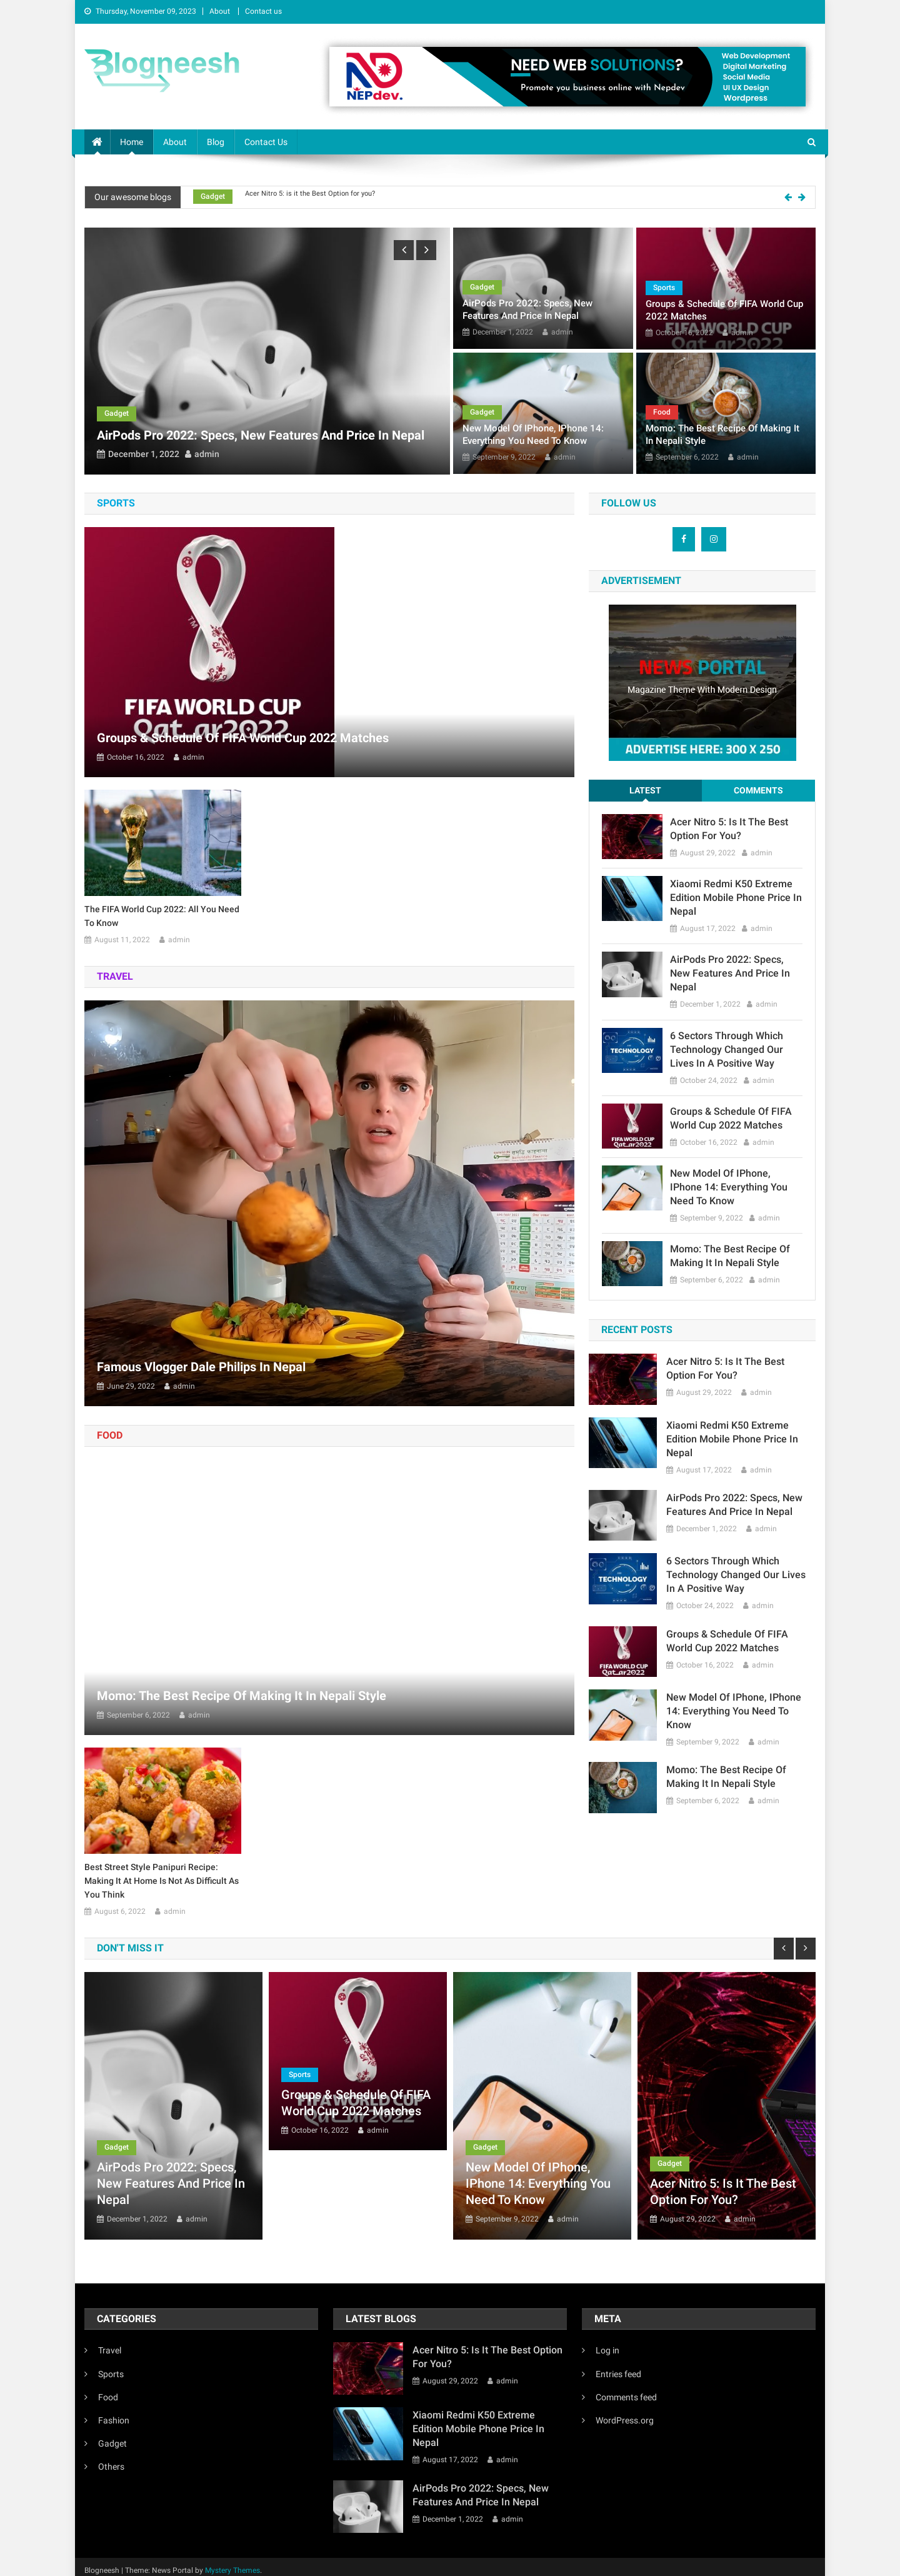 Thursday, November 09, 2023 | About | Contact us
Blogneesh
NEPdev.
NEED WEB SOLUTIONS?
Promote you business online with Nepdev
Web Development
Digital Marketing
Social Media
UI UX Design
Wordpress
Home About Blog Contact Us
Our awesome blogs Gadget Acer Nitro 5: is it the Best Option for you?
Gadget
AirPods Pro 2022: Specs, New Features And Price In Nepal
December 1, 2022 admin
Gadget
AirPods Pro 2022: Specs, New
Features And Price In Nepal
December 1, 2022 admin
Sports
Groups & Schedule Of FIFA World Cup
2022 Matches
October 16, 2022 admin
FIFA WORLD CUP
Qatar2022
Gadget
New Model Of IPhone, IPhone 14:
Everything You Need To Know
September 9, 2022 admin
Food
Momo: The Best Recipe Of Making It
In Nepali Style
September 6, 2022 admin
SPORTS
TM
FIFA WORLD CUP
Qatar2022
Groups & Schedule Of FIFA World Cup 2022 Matches
October 16, 2022 admin
The FIFA World Cup 2022: All You Need
To Know
August 11, 2022 admin
TRAVEL
Famous Vlogger Dale Philips In Nepal
June 29, 2022 admin
FOOD
Momo: The Best Recipe Of Making It In Nepali Style
September 6, 2022 admin
Best Street Style Panipuri Recipe:
Making It At Home Is Not As Difficult As
You Think
August 6, 2022 admin
FOLLOW US
ADVERTISEMENT
NEWS PORTAL
Magazine Theme With Modern Design
ADVERTISE HERE: 300 X 250
LATEST COMMENTS
Acer Nitro 5: Is It The Best
Option For You?
August 29, 2022 admin
Xiaomi Redmi K50 Extreme
Edition Mobile Phone Price In
Nepal
August 17, 2022 admin
AirPods Pro 2022: Specs,
New Features And Price In
Nepal
December 1, 2022 admin
TECHNOLOGY
6 Sectors Through Which
Technology Changed Our
Lives In A Positive Way
October 24, 2022 admin
FIFA WORLD CUP
Qatar2022
Groups & Schedule Of FIFA
World Cup 2022 Matches
October 16, 2022 admin
New Model Of IPhone,
IPhone 14: Everything You
Need To Know
September 9, 2022 admin
Momo: The Best Recipe Of
Making It In Nepali Style
September 6, 2022 admin
RECENT POSTS
Acer Nitro 5: Is It The Best
Option For You?
August 29, 2022 admin
Xiaomi Redmi K50 Extreme
Edition Mobile Phone Price In
Nepal
August 17, 2022 admin
AirPods Pro 2022: Specs, New
Features And Price In Nepal
December 1, 2022 admin
TECHNOLOGY
6 Sectors Through Which
Technology Changed Our Lives
In A Positive Way
October 24, 2022 admin
FIFA WORLD CUP
Qatar2022
Groups & Schedule Of FIFA
World Cup 2022 Matches
October 16, 2022 admin
New Model Of IPhone, IPhone
14: Everything You Need To
Know
September 9, 2022 admin
Momo: The Best Recipe Of
Making It In Nepali Style
September 6, 2022 admin
DON'T MISS IT
Gadget
AirPods Pro 2022: Specs,
New Features And Price In
Nepal
December 1, 2022 admin
TM
FIFA WORLD CUP
Qatar2022
Sports
Groups & Schedule Of FIFA
World Cup 2022 Matches
October 16, 2022 admin
Gadget
New Model Of IPhone,
IPhone 14: Everything You
Need To Know
September 9, 2022 admin
Gadget
Acer Nitro 5: Is It The Best
Option For You?
August 29, 2022 admin
CATEGORIES
Travel
Sports
Food
Fashion
Gadget
Others
LATEST BLOGS
Acer Nitro 5: Is It The Best Option
For You?
August 29, 2022 admin
Xiaomi Redmi K50 Extreme
Edition Mobile Phone Price In
Nepal
August 17, 2022 admin
AirPods Pro 2022: Specs, New
Features And Price In Nepal
December 1, 2022 admin
META
Log in
Entries feed
Comments feed
WordPress.org
Blogneesh | Theme: News Portal by Mystery Themes.